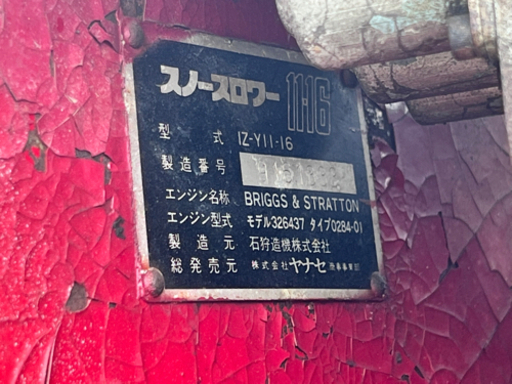 スノースロワー 1116
型式 IZ-Y11-16
製造番号
エンジン名称 BRIGGS & STRATTON
エンジン型式 モデル326437 タイプ0284-01
製造元 石狩造機株式会社
総発売元 株式会社ヤナセ